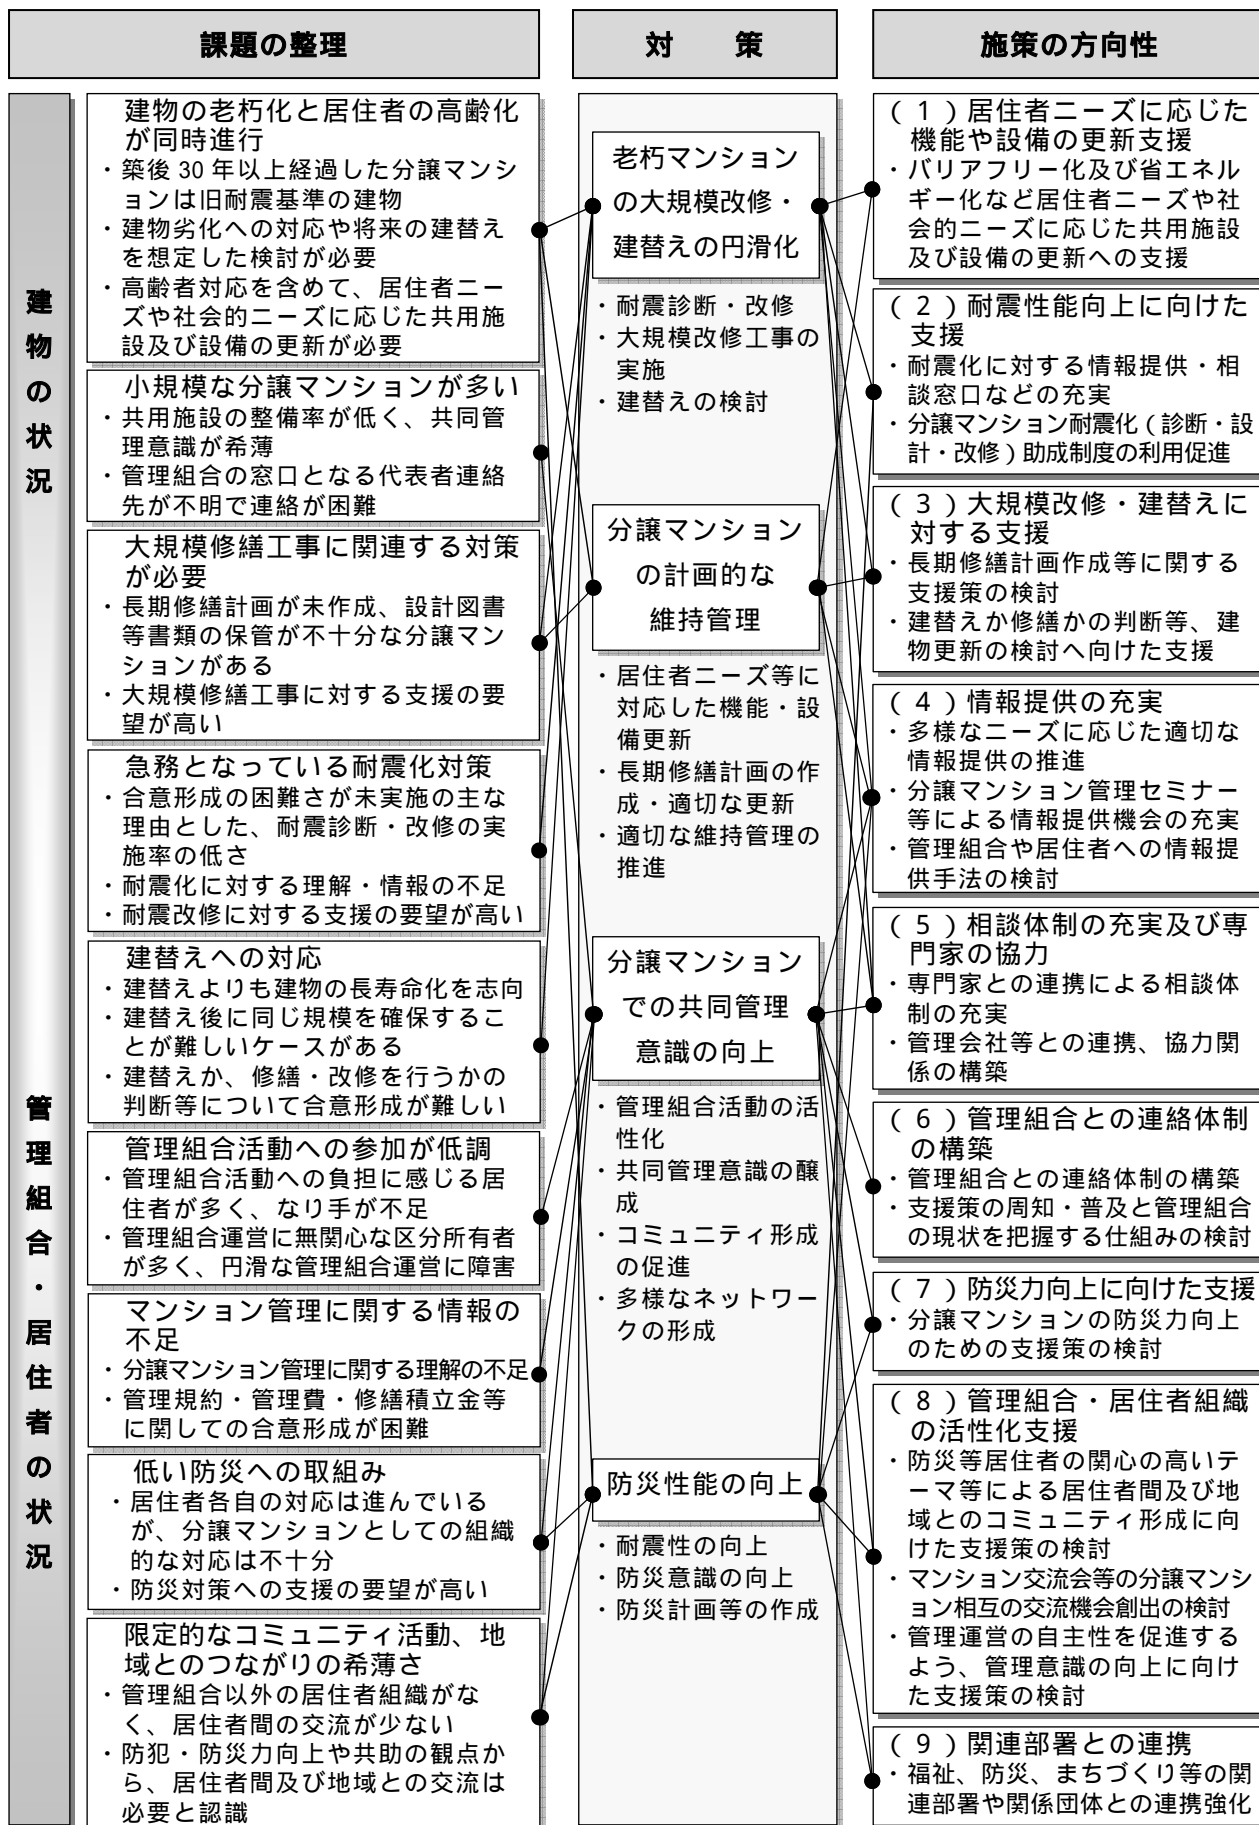 課題の整理
対　　策
施策の方向性
建物の状況
管理組合・居住者の状況
建物の老朽化と居住者の高齢化
が同時進行
・築後 30 年以上経過した分譲マンシ
ョンは旧耐震基準の建物
・建物劣化への対応や将来の建替え
を想定した検討が必要
・高齢者対応を含めて、居住者ニー
ズや社会的ニーズに応じた共用施
設及び設備の更新が必要
小規模な分譲マンションが多い
・共用施設の整備率が低く、共同管
理意識が希薄
・管理組合の窓口となる代表者連絡
先が不明で連絡が困難
大規模修繕工事に関連する対策
が必要
・長期修繕計画が未作成、設計図書
等書類の保管が不十分な分譲マン
ションがある
・大規模修繕工事に対する支援の要
望が高い
急務となっている耐震化対策
・合意形成の困難さが未実施の主な
理由とした、耐震診断・改修の実
施率の低さ
・耐震化に対する理解・情報の不足
・耐震改修に対する支援の要望が高い
建替えへの対応
・建替えよりも建物の長寿命化を志向
・建替え後に同じ規模を確保するこ
とが難しいケースがある
・建替えか、修繕・改修を行うかの
判断等について合意形成が難しい
管理組合活動への参加が低調
・管理組合活動への負担に感じる居
住者が多く、なり手が不足
・管理組合運営に無関心な区分所有者
が多く、円滑な管理組合運営に障害
マンション管理に関する情報の
不足
・分譲マンション管理に関する理解の不足
・管理規約・管理費・修繕積立金等
に関しての合意形成が困難
低い防災への取組み
・居住者各自の対応は進んでいる
が、分譲マンションとしての組織
的な対応は不十分
・防災対策への支援の要望が高い
限定的なコミュニティ活動、地
域とのつながりの希薄さ
・管理組合以外の居住者組織がな
く、居住者間の交流が少ない
・防犯・防災力向上や共助の観点か
ら、居住者間及び地域との交流は
必要と認識
老朽マンション
の大規模改修・
建替えの円滑化
・耐震診断・改修
・大規模改修工事の
実施
・建替えの検討
分譲マンション
の計画的な
維持管理
・居住者ニーズ等に
対応した機能・設
備更新
・長期修繕計画の作
成・適切な更新
・適切な維持管理の
推進
分譲マンション
での共同管理
意識の向上
・管理組合活動の活
性化
・共同管理意識の醸
成
・コミュニティ形成
の促進
・多様なネットワー
クの形成
防災性能の向上
・耐震性の向上
・防災意識の向上
・防災計画等の作成
（１）居住者ニーズに応じた
機能や設備の更新支援
・バリアフリー化及び省エネル
ギー化など居住者ニーズや社
会的ニーズに応じた共用施設
及び設備の更新への支援
（２）耐震性能向上に向けた
支援
・耐震化に対する情報提供・相
談窓口などの充実
・分譲マンション耐震化（診断・設
計・改修）助成制度の利用促進
（３）大規模改修・建替えに
対する支援
・長期修繕計画作成等に関する
支援策の検討
・建替えか修繕かの判断等、建
物更新の検討へ向けた支援
（４）情報提供の充実
・多様なニーズに応じた適切な
情報提供の推進
・分譲マンション管理セミナー
等による情報提供機会の充実
・管理組合や居住者への情報提
供手法の検討
（５）相談体制の充実及び専
門家の協力
・専門家との連携による相談体
制の充実
・管理会社等との連携、協力関
係の構築
（６）管理組合との連絡体制
の構築
・管理組合との連絡体制の構築
・支援策の周知・普及と管理組合
の現状を把握する仕組みの検討
（７）防災力向上に向けた支援
・分譲マンションの防災力向上
のための支援策の検討
（８）管理組合・居住者組織
の活性化支援
・防災等居住者の関心の高いテ
ーマ等による居住者間及び地
域とのコミュニティ形成に向
けた支援策の検討
・マンション交流会等の分譲マンシ
ョン相互の交流機会創出の検討
・管理運営の自主性を促進する
よう、管理意識の向上に向け
た支援策の検討
（９）関連部署との連携
・福祉、防災、まちづくり等の関
連部署や関係団体との連携強化